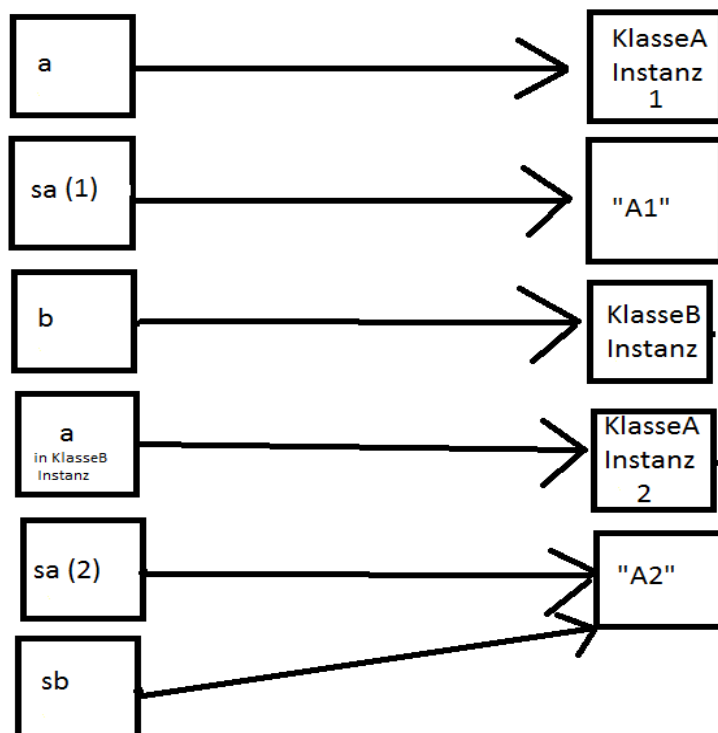 a
KlasseA
Instanz
1
sa (1)
"A1"
b
KlasseB
Instanz
a
in KlasseB
Instanz
KlasseA
Instanz
2
sa (2)
"A2"
sb